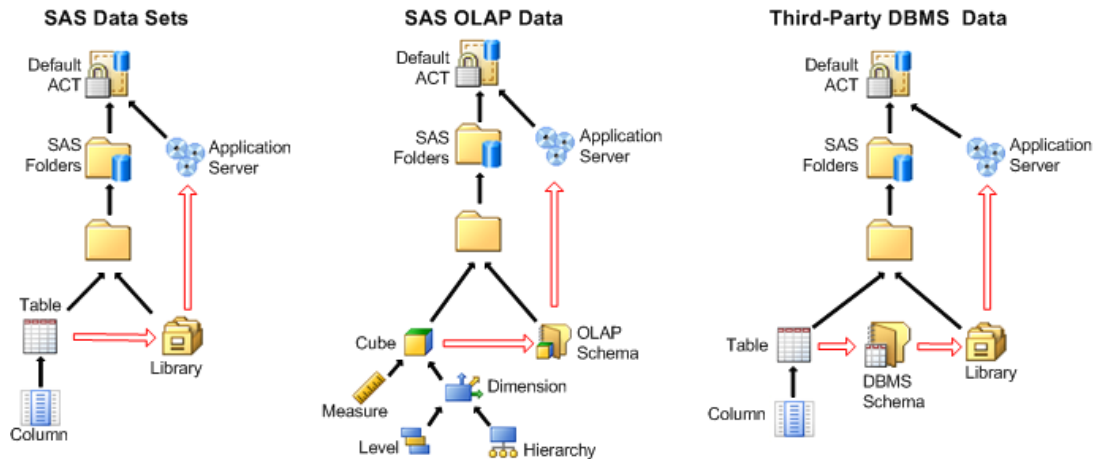 SAS Data Sets
Default
ACT
SAS
Folders
Application
Server
Table
Library
Column
SAS OLAP Data
Default
ACT
SAS
Folders
Application
Server
Cube
OLAP
Schema
Measure
Dimension
Level
Hierarchy
Third-Party DBMS Data
Default
ACT
SAS
Folders
Application
Server
Table
DBMS
Schema
Library
Column